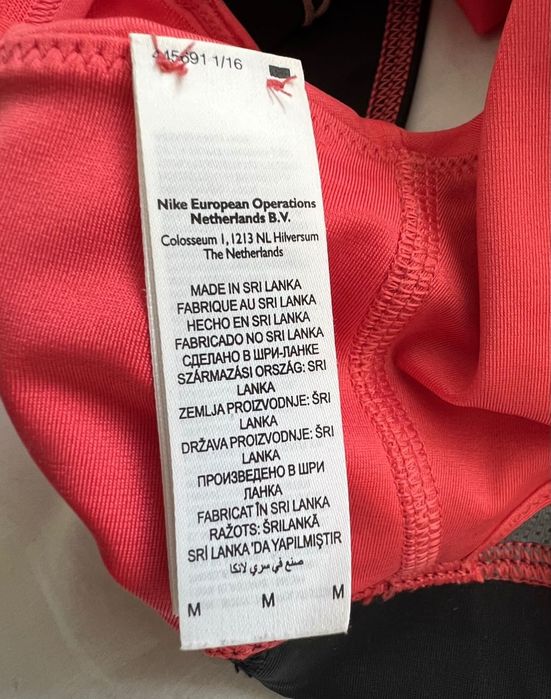 445691 1/16
Nike European Operations
Netherlands B.V.
Colosseum 1, 1213 NL Hilversum
The Netherlands
MADE IN SRI LANKA
FABRIQUE AU SRI LANKA
HECHO EN SRI LANKA
FABRICADO NO SRI LANKA
СДЕЛАНО В ШРИ-ЛАНКЕ
SZÁRMAZÁSI ORSZÁG: SRI
LANKA
ZEMLJA PROIZVODNJE: ŠRI
LANKA
DRŽAVA PROIZVODNJE: ŠRI
LANKA
ПРОИЗВЕДЕНО В ШРИ
ЛАНКА
FABRICAT ÎN SRI LANKA
RAŽOTS: ŠRILANKĀ
SRİ LANKA 'DA YAPILMIŞTIR
صنع في سري لانكا
M M M